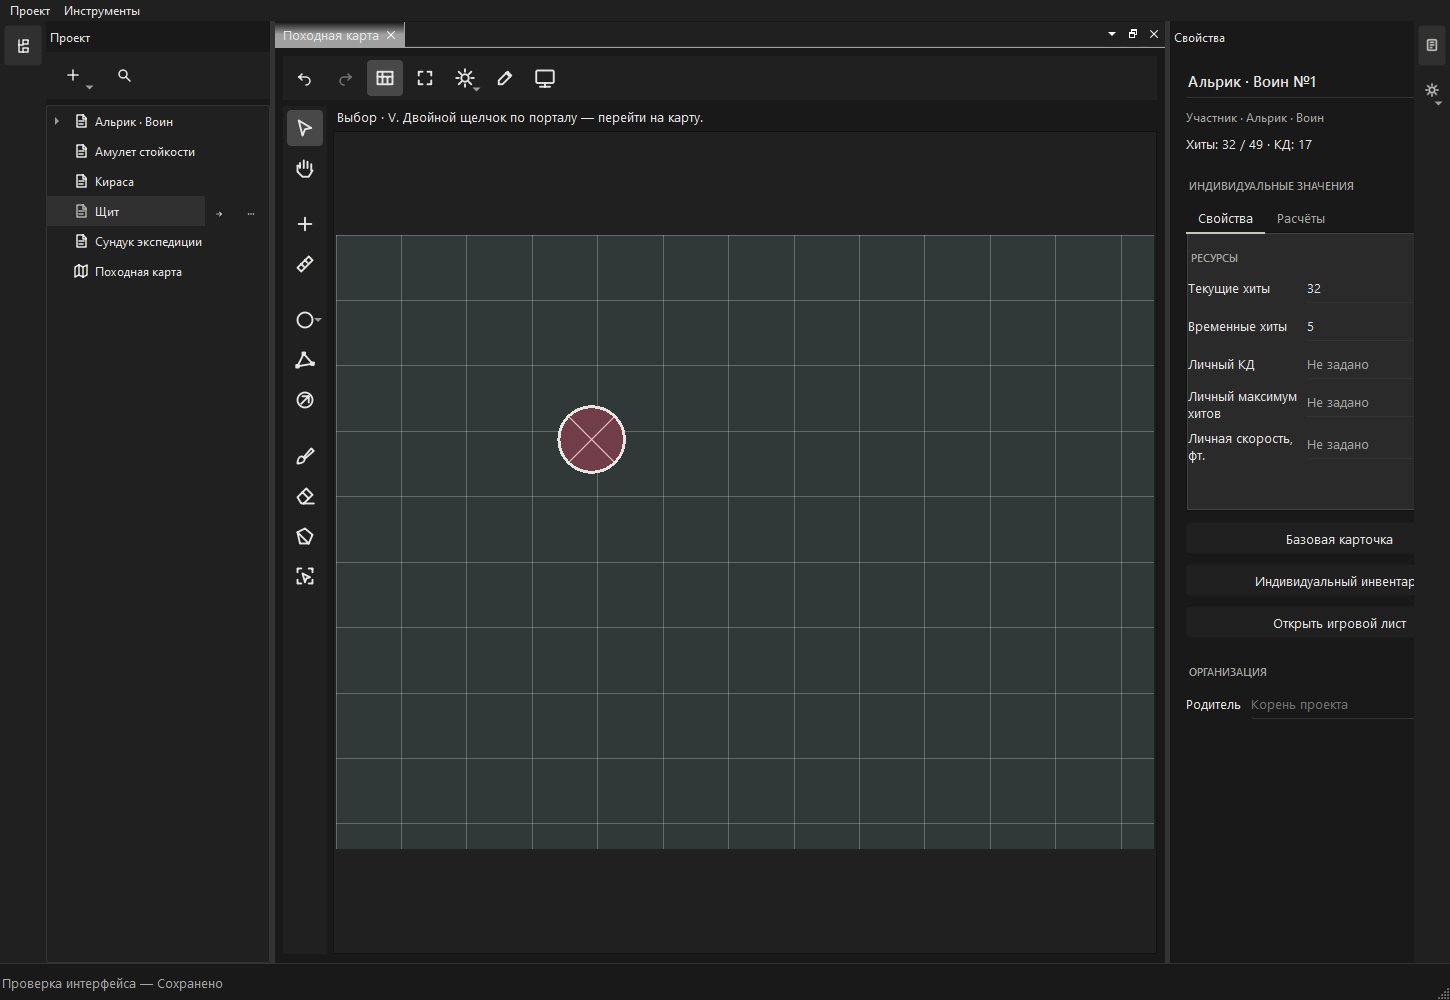 Проект Инструменты
Проект
Альрик · Воин
Амулет стойкости
Кираса
Щит
Сундук экспедиции
Походная карта
Походная карта
Выбор · V. Двойной щелчок по порталу — перейти на карту.
Свойства
Альрик · Воин №1
Участник · Альрик · Воин
Хиты: 32 / 49 · КД: 17
ИНДИВИДУАЛЬНЫЕ ЗНАЧЕНИЯ
Свойства Расчёты
РЕСУРСЫ
Текущие хиты 32
Временные хиты 5
Личный КД Не задано
Личный максимум
хитов Не задано
Личная скорость,
фт. Не задано
Базовая карточка
Индивидуальный инвентар
Открыть игровой лист
ОРГАНИЗАЦИЯ
Родитель Корень проекта
Проверка интерфейса — Сохранено